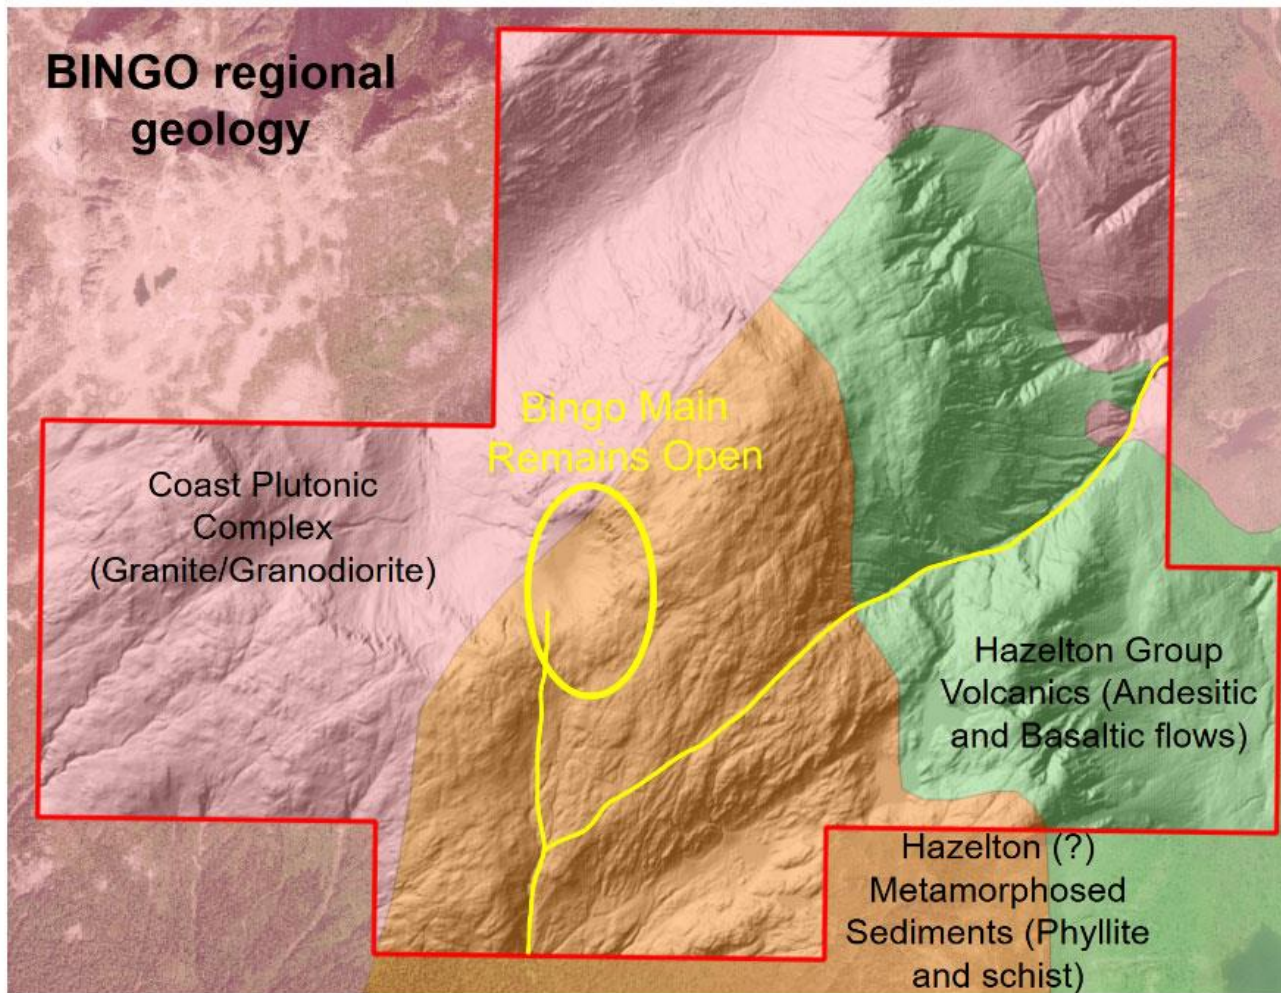 BINGO regional
geology
Bingo Main
Remains Open
Coast Plutonic
Complex
(Granite/Granodiorite)
Hazelton Group
Volcanics (Andesitic
and Basaltic flows)
Hazelton (?)
Metamorphosed
Sediments (Phyllite
and schist)